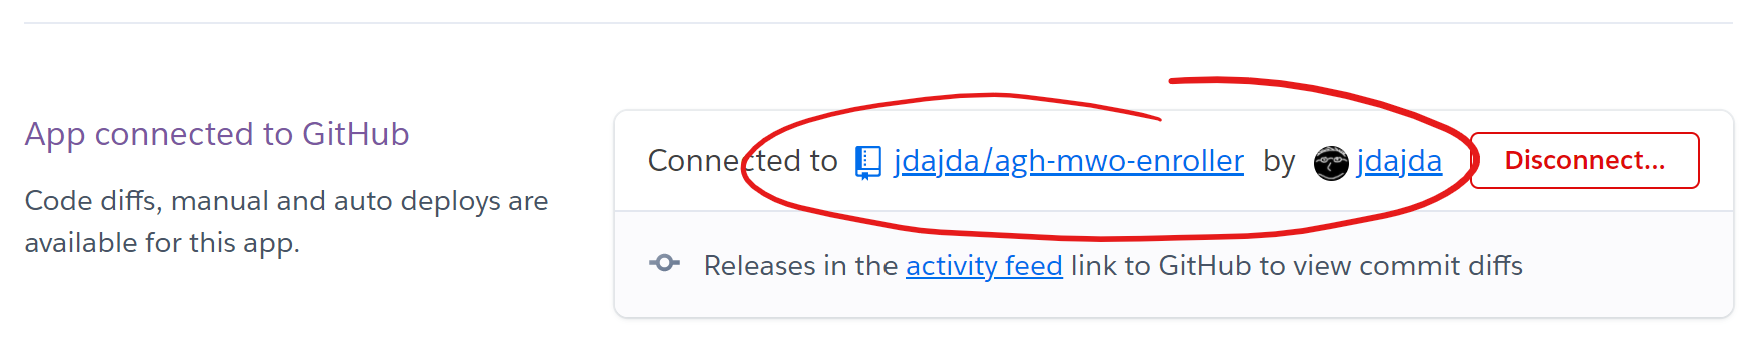 App connected to GitHub
Code diffs, manual and auto deploys are
available for this app.
Connected to jdajda/agh-mwo-enroller by jdajda Disconnect...
Releases in the activity feed link to GitHub to view commit diffs